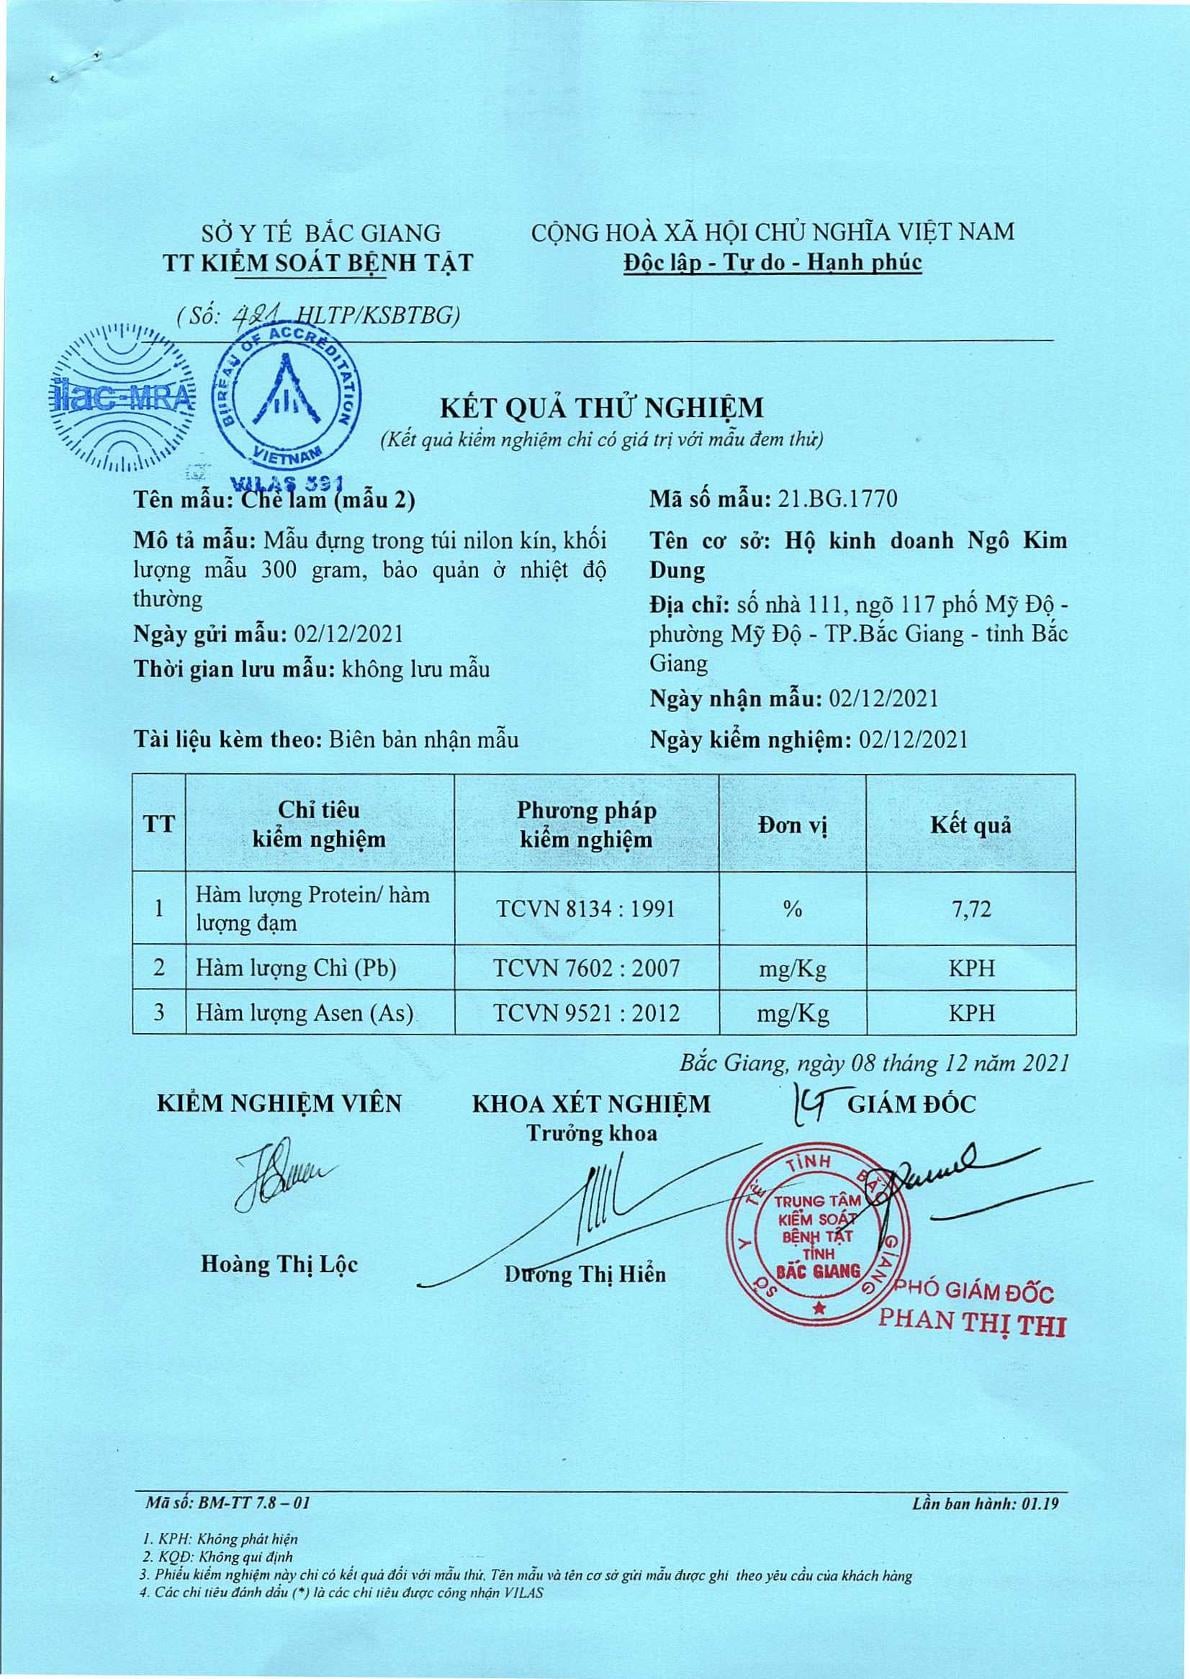 SỞ Y TẾ BẮC GIANG
TT KIỂM SOÁT BỆNH TẬT
(Số: 421 HLTP/KSBTBG)
CỘNG HOÀ XÃ HỘI CHỦ NGHĨA VIỆT NAM
Độc lập - Tự do - Hạnh phúc
ilac-MRA
BUREAU OF ACCREDITATION
VIETNAM
VILAS 591
KẾT QUẢ THỬ NGHIỆM
(Kết quả kiểm nghiệm chỉ có giá trị với mẫu đem thử)
Tên mẫu: Chè lam (mẫu 2)
Mô tả mẫu: Mẫu đựng trong túi nilon kín, khối
lượng mẫu 300 gram, bảo quản ở nhiệt độ
thường
Ngày gửi mẫu: 02/12/2021
Thời gian lưu mẫu: không lưu mẫu
Tài liệu kèm theo: Biên bản nhận mẫu
Mã số mẫu: 21.BG.1770
Tên cơ sở: Hộ kinh doanh Ngô Kim
Dung
Địa chỉ: số nhà 111, ngõ 117 phố Mỹ Độ -
phường Mỹ Độ - TP.Bắc Giang - tỉnh Bắc
Giang
Ngày nhận mẫu: 02/12/2021
Ngày kiểm nghiệm: 02/12/2021
TT Chỉ tiêu kiểm nghiệm Phương pháp kiểm nghiệm Đơn vị Kết quả
1 Hàm lượng Protein/ hàm lượng đạm TCVN 8134 : 1991 % 7,72
2 Hàm lượng Chì (Pb) TCVN 7602 : 2007 mg/Kg KPH
3 Hàm lượng Asen (As) TCVN 9521 : 2012 mg/Kg KPH
Bắc Giang, ngày 08 tháng 12 năm 2021
KIỂM NGHIỆM VIÊN
Hoàng Thị Lộc
KHOA XÉT NGHIỆM
Trưởng khoa
Dương Thị Hiển
KT GIÁM ĐỐC
SỞ Y TẾ TỈNH BẮC GIANG
TRUNG TÂM
KIỂM SOÁT
BỆNH TẬT
TỈNH
BẮC GIANG
PHÓ GIÁM ĐỐC
PHAN THỊ THI
Mã số: BM-TT 7.8 – 01
Lần ban hành: 01.19
1. KPH: Không phát hiện
2. KQĐ: Không qui định
3. Phiếu kiểm nghiệm này chỉ có kết quả đối với mẫu thử, Tên mẫu và tên cơ sở gửi mẫu được ghi theo yêu cầu của khách hàng
4. Các chỉ tiêu đánh dấu (*) là các chỉ tiêu được công nhận VILAS